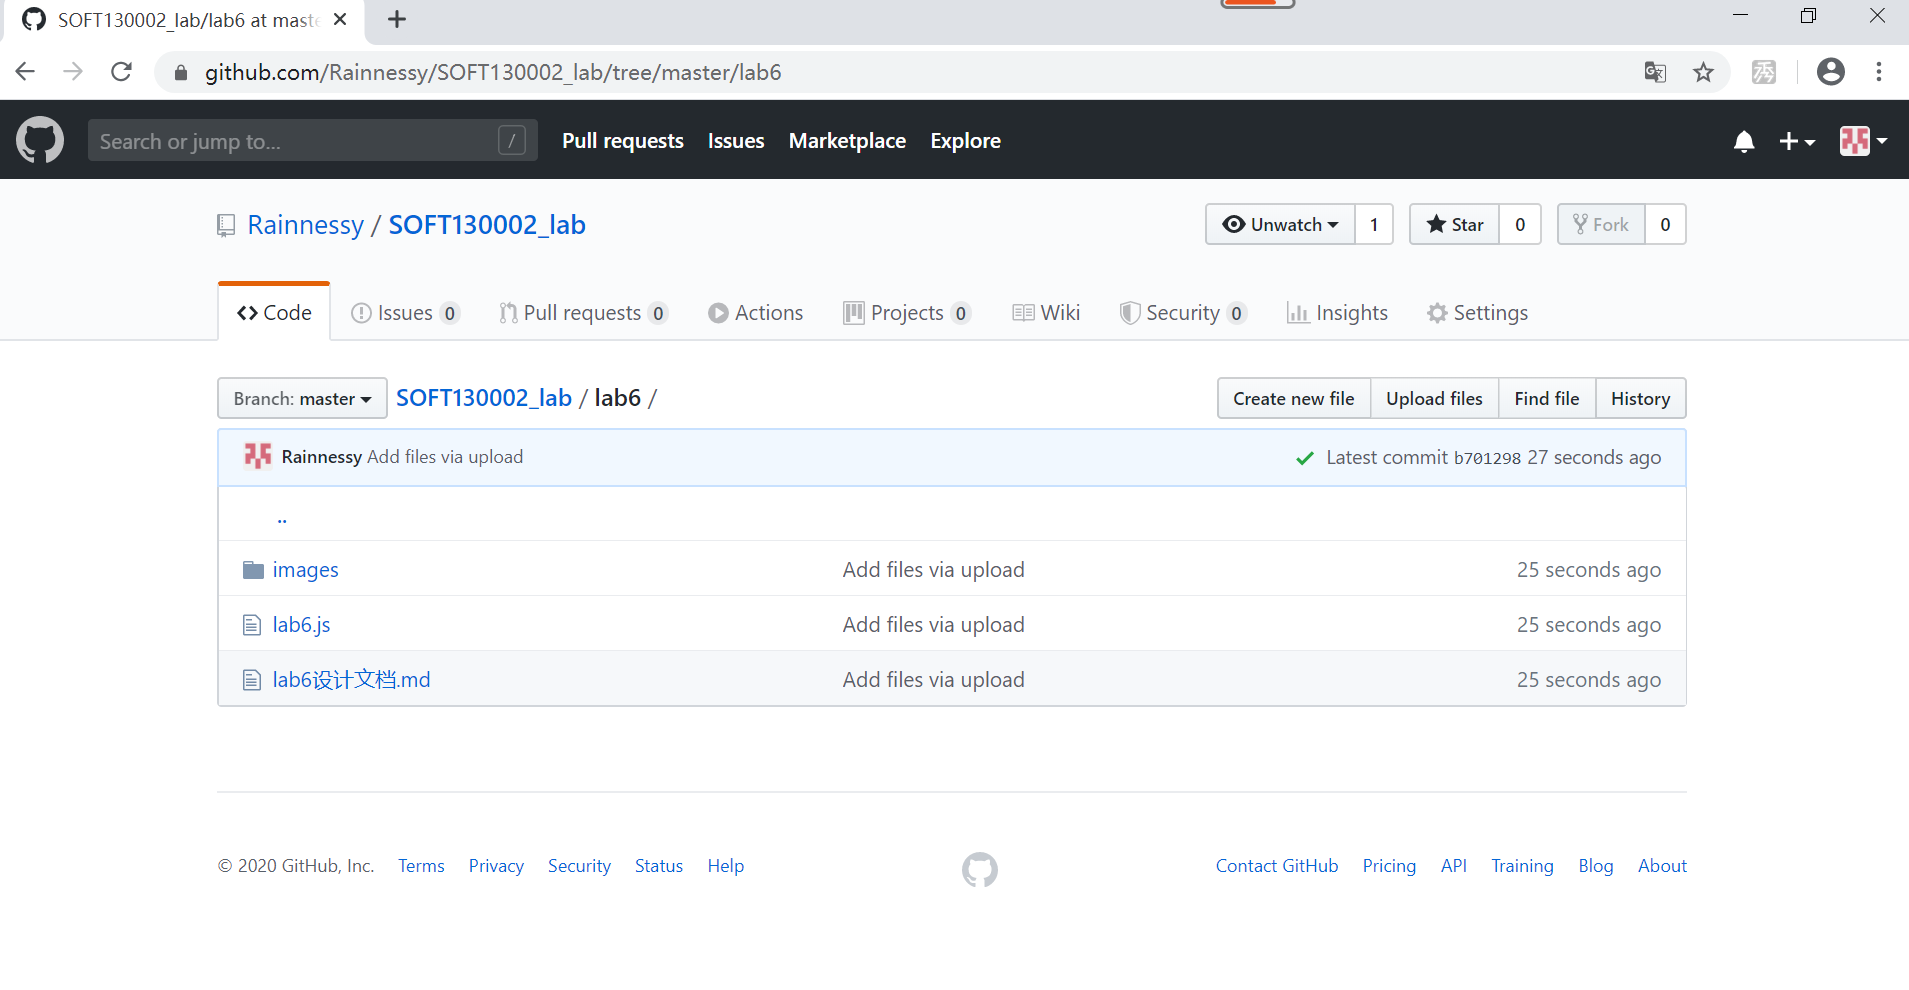 SOFT130002_lab/lab6 at mast
github.com/Rainnessy/SOFT130002_lab/tree/master/lab6
秀
Search or jump to... / Pull requests Issues Marketplace Explore
Rainnessy / SOFT130002_lab Unwatch 1 Star 0 Fork 0
Code Issues 0 Pull requests 0 Actions Projects 0 Wiki Security 0 Insights Settings
Branch: master SOFT130002_lab / lab6 / Create new file Upload files Find file History
Rainnessy Add files via upload Latest commit b701298 27 seconds ago
..
images Add files via upload 25 seconds ago
lab6.js Add files via upload 25 seconds ago
lab6设计文档.md Add files via upload 25 seconds ago
© 2020 GitHub, Inc. Terms Privacy Security Status Help Contact GitHub Pricing API Training Blog About